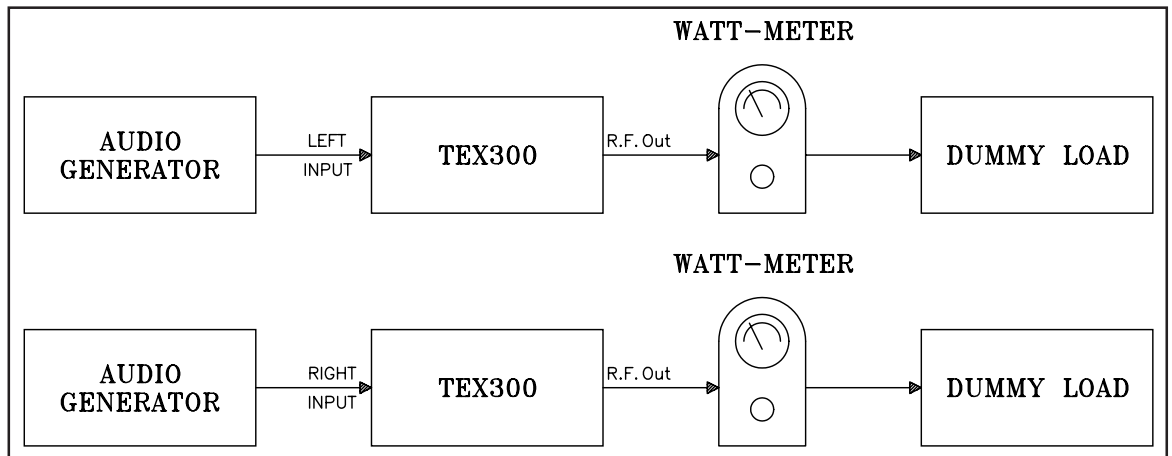 WATT-METER
AUDIO
GENERATOR
LEFT
INPUT
TEX300
R.F. Out
DUMMY LOAD
WATT-METER
AUDIO
GENERATOR
RIGHT
INPUT
TEX300
R.F. Out
DUMMY LOAD